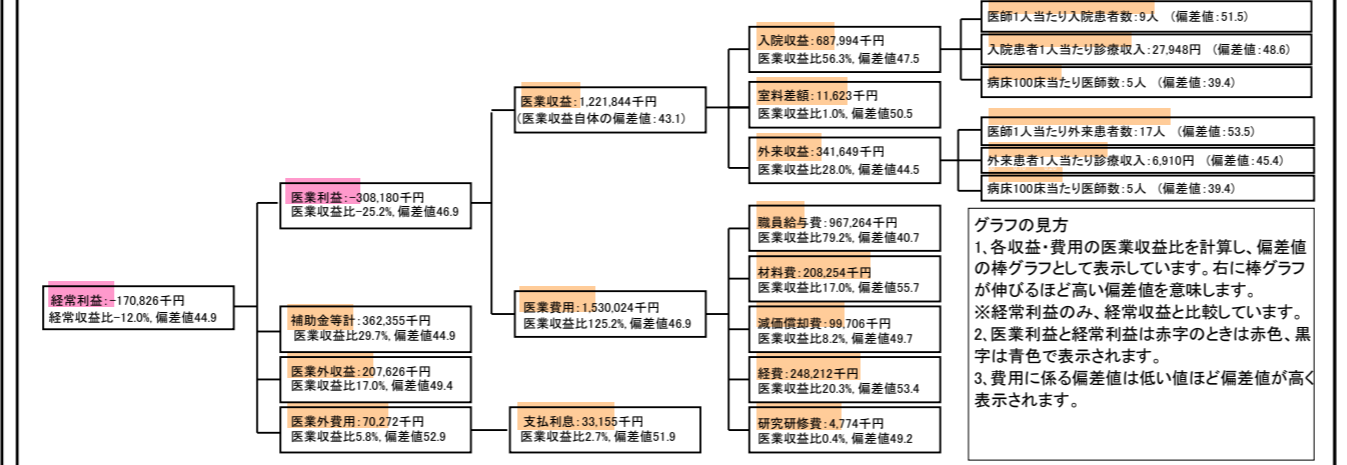 医師1人当たり入院患者数:9人 (偏差値:51.5)
入院収益:687,994千円
医業収益比56.3%, 偏差値47.5
入院患者1人当たり診療収入:27,948円 (偏差値:48.6)
病床100床当たり医師数:5人 (偏差値:39.4)
医業収益:1,221,844千円
(医業収益自体の偏差値:43.1)
室料差額:11,623千円
医業収益比1.0%, 偏差値50.5
医師1人当たり外来患者数:17人 (偏差値:53.5)
外来収益:341,649千円
医業収益比28.0%, 偏差値44.5
外来患者1人当たり診療収入:6,910円 (偏差値:45.4)
病床100床当たり医師数:5人 (偏差値:39.4)
医業利益:-308,180千円
医業収益比-25.2%, 偏差値46.9
職員給与費:967,264千円
医業収益比79.2%, 偏差値40.7
材料費:208,254千円
医業収益比17.0%, 偏差値55.7
経常利益:-170,826千円
経常収益比-12.0%, 偏差値44.9
補助金等計:362,355千円
医業収益比29.7%, 偏差値44.9
医業費用:1,530,024千円
医業収益比125.2%, 偏差値46.9
減価償却費:99,706千円
医業収益比8.2%, 偏差値49.7
医業外収益:207,626千円
医業収益比17.0%, 偏差値49.4
経費:248,212千円
医業収益比20.3%, 偏差値53.4
医業外費用:70,272千円
医業収益比5.8%, 偏差値52.9
支払利息:33,155千円
医業収益比2.7%, 偏差値51.9
研究研修費:4,774千円
医業収益比0.4%, 偏差値49.2
グラフの見方
1、各収益・費用の医業収益比を計算し、偏差値
の棒グラフとして表示しています。右に棒グラフ
が伸びるほど高い偏差値を意味します。
※経常利益のみ、経常収益と比較しています。
2、医業利益と経常利益は赤字のときは赤色、黒
字は青色で表示されます。
3、費用に係る偏差値は低い値ほど偏差値が高く
表示されます。